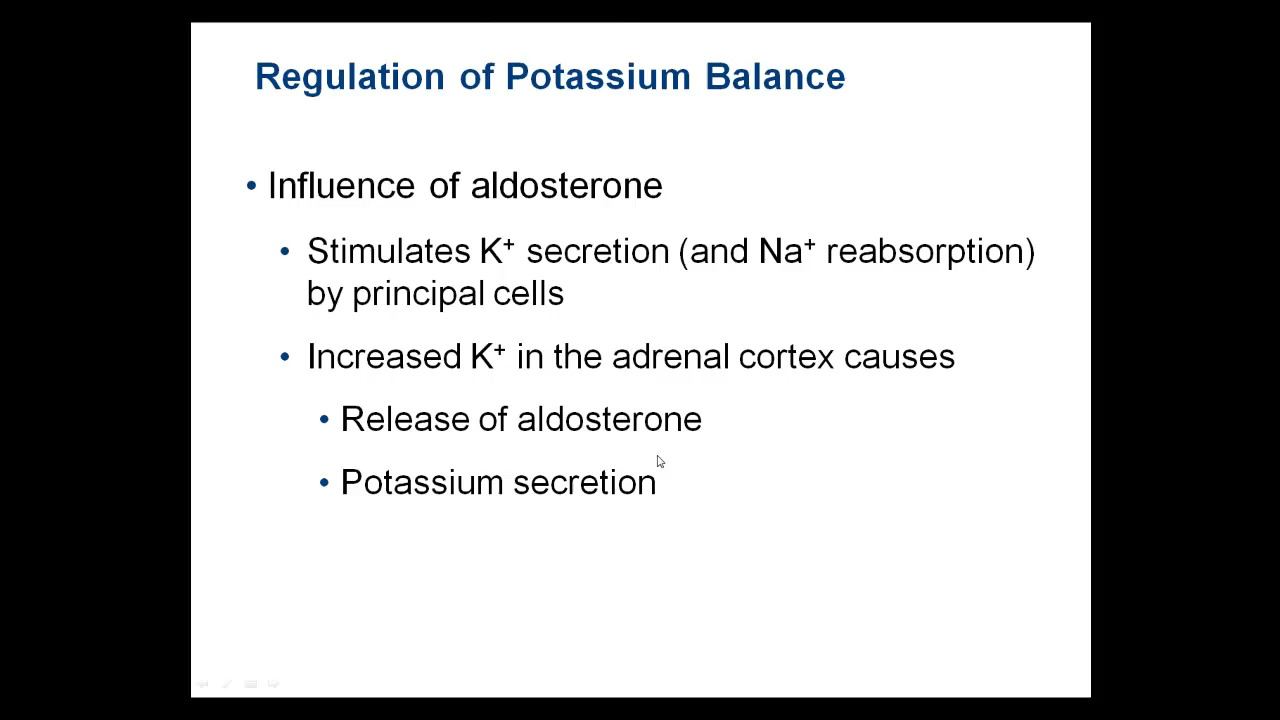 Regulation of Potassium Balance
• Influence of aldosterone
• Stimulates K⁺ secretion (and Na⁺ reabsorption)
by principal cells
• Increased K⁺ in the adrenal cortex causes
• Release of aldosterone
• Potassium secretion